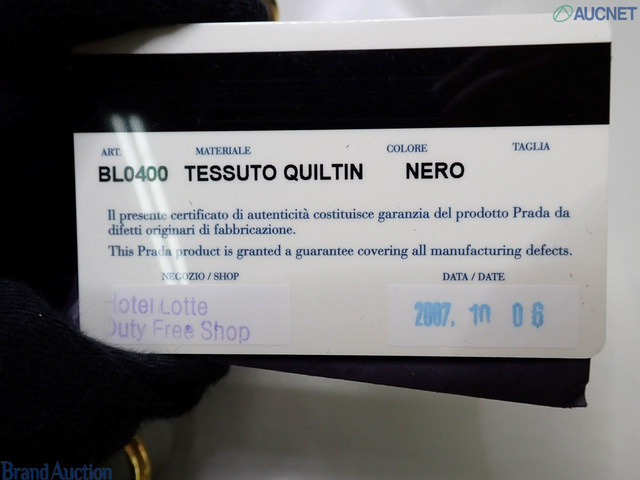 AUCNET
ART. MATERIALE COLORE TAGLIA
BL0400 TESSUTO QUILTIN NERO
Il presente certificato di autenticità costituisce garanzia del prodotto Prada da
difetti originari di fabbricazione.
This Prada product is granted a guarantee covering all manufacturing defects.
NEGOZIO / SHOP DATA / DATE
Hotel Lotte
Duty Free Shop
2007. 10 06
Brand Auction